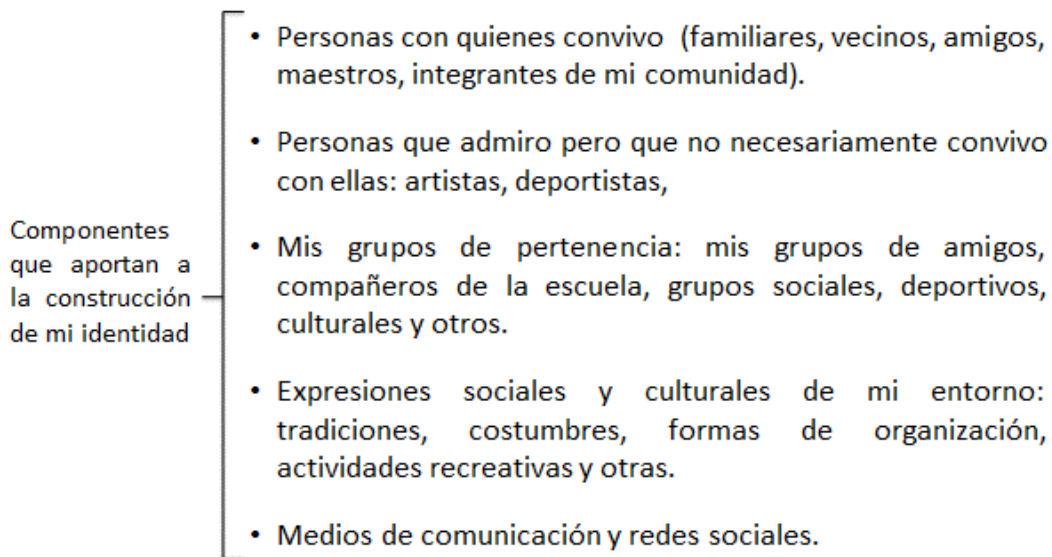 Componentes
que aportan a
la construcción
de mi identidad
• Personas con quienes convivo (familiares, vecinos, amigos,
maestros, integrantes de mi comunidad).
• Personas que admiro pero que no necesariamente convivo
con ellas: artistas, deportistas,
• Mis grupos de pertenencia: mis grupos de amigos,
compañeros de la escuela, grupos sociales, deportivos,
culturales y otros.
• Expresiones sociales y culturales de mi entorno:
tradiciones, costumbres, formas de organización,
actividades recreativas y otras.
• Medios de comunicación y redes sociales.